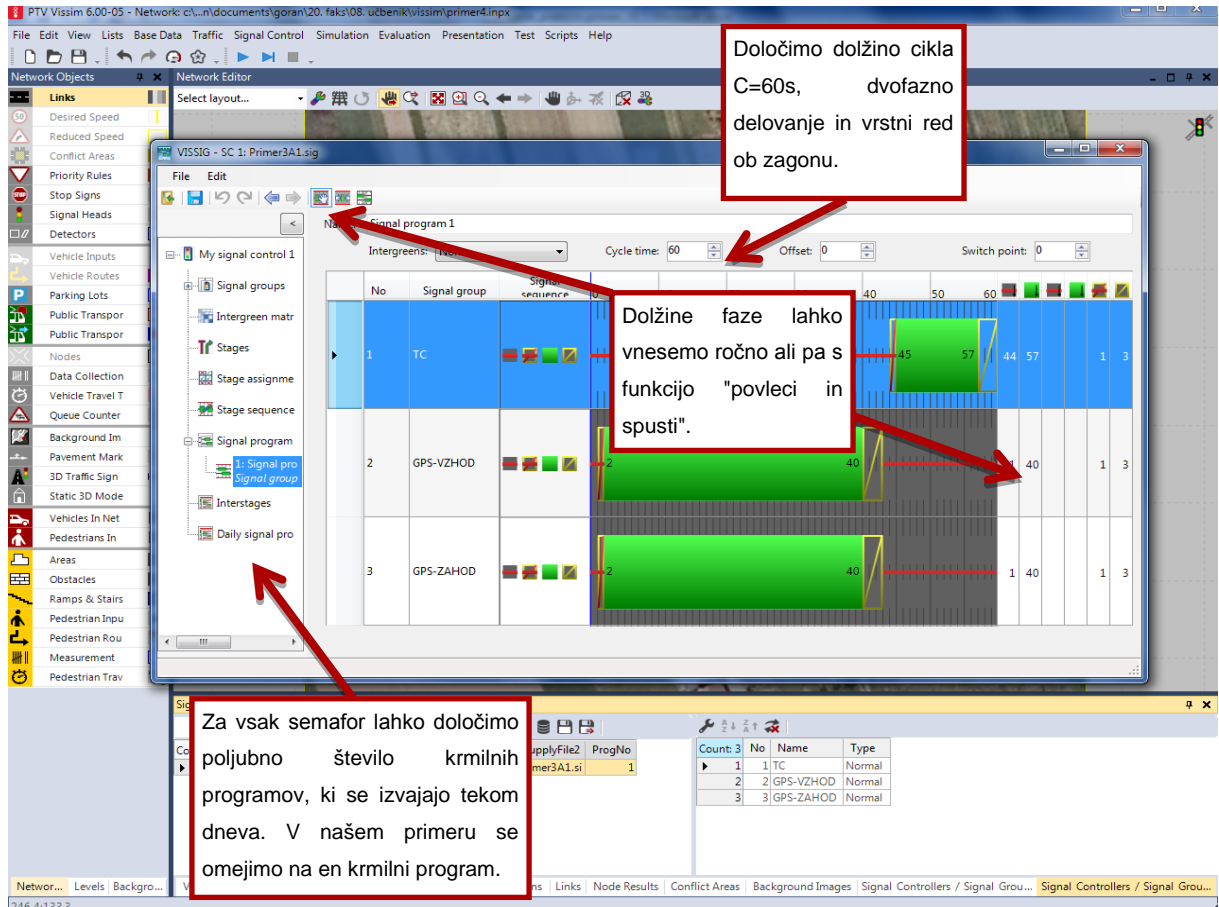 PTV Vissim 6.00-05 - Network: c:\...n\documents\goran\20. faks\08. učbenik\vissim\primer4.inpx
File Edit View Lists Base Data Traffic Signal Control Simulation Evaluation Presentation Test Scripts Help
Network Objects
Network Editor
Select layout...
Links
Desired Speed
Reduced Speed
Conflict Areas
Priority Rules
Stop Signs
Signal Heads
Detectors
Vehicle Inputs
Vehicle Routes
Parking Lots
Public Transpor
Public Transpor
Nodes
Data Collection
Vehicle Travel T
Queue Counter
Background Im
Pavement Mark
3D Traffic Sign
Static 3D Mode
Vehicles In Net
Pedestrians In
Areas
Obstacles
Ramps & Stairs
Pedestrian Inpu
Pedestrian Rou
Measurement
Pedestrian Trav
Networ... Levels Backgro...
Določimo dolžino cikla
C=60s, dvofazno
delovanje in vrstni red
ob zagonu.
VISSIG - SC 1: Primer3A1.sig
File Edit
Signal program 1
Intergreens:
Cycle time: 60
Offset: 0
Switch point: 0
My signal control 1
Signal groups
Intergreen matr
Stages
Stage assignme
Stage sequence
Signal program
1: Signal pro
Signal group
Interstages
Daily signal pro
No Signal group Signal sequence 0 40 50 60
1 TC 45 57 44 57 1 3
2 GPS-VZHOD 2 40 1 40 1 3
3 GPS-ZAHOD 2 40 1 40 1 3
Dolžine faze lahko
vnesemo ročno ali pa s
funkcijo "povleci in
spusti".
Za vsak semafor lahko določimo
poljubno število krmilnih
programov, ki se izvajajo tekom
dneva. V našem primeru se
omejimo na en krmilni program.
upplyFile2 ProgNo
mer3A1.si 1
Count: 3 No Name Type
1 1 TC Normal
2 2 GPS-VZHOD Normal
3 3 GPS-ZAHOD Normal
Links Node Results Conflict Areas Background Images Signal Controllers / Signal Grou... Signal Controllers / Signal Grou...